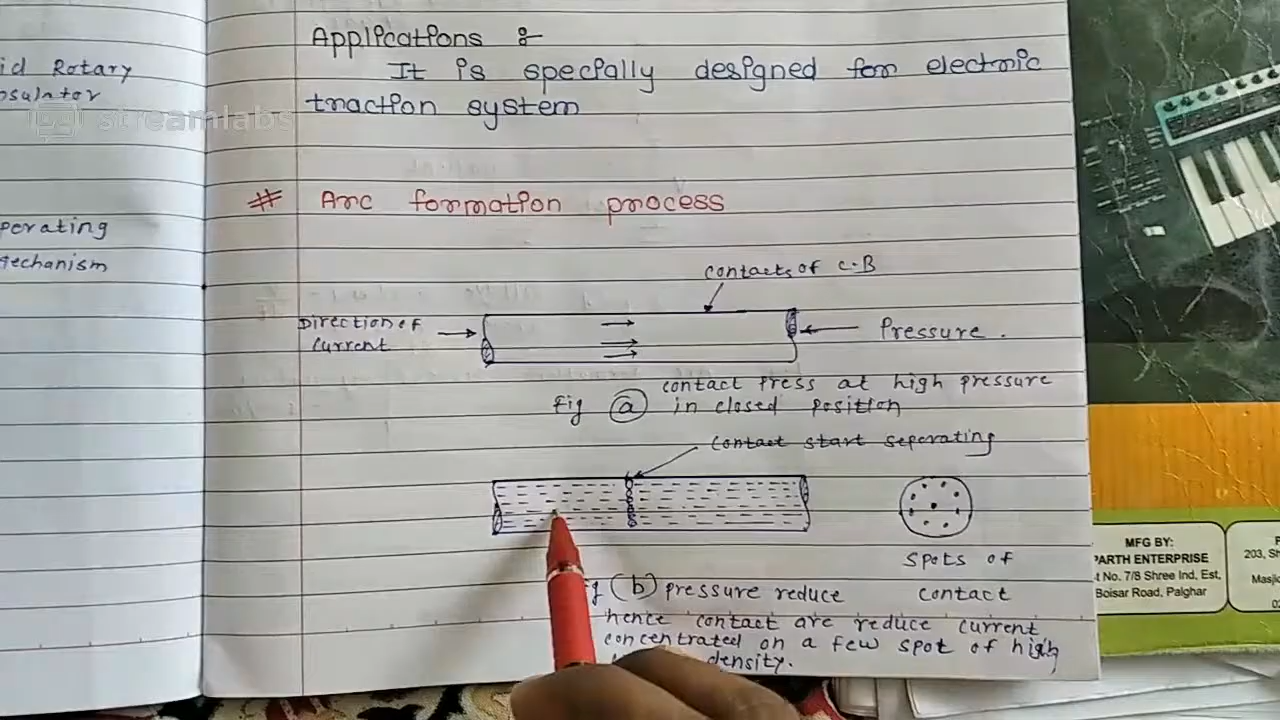 Applications :-
It is specially designed for electric
traction system
id Rotary
streamlabs
# Arc formation process
perating
mechanism
contacts of C.B
Direction of
current
Pressure.
contact Press at high pressure
fig (a) in closed position
contact start seperating
spots of
contact
(b) pressure reduce
hence contact are reduce current
concentrated on a few spot of high
density.
MFG BY:
PARTH ENTERPRISE
t No. 7/8 Shree Ind, Est,
Boisar Road, Palghar
203, Sh